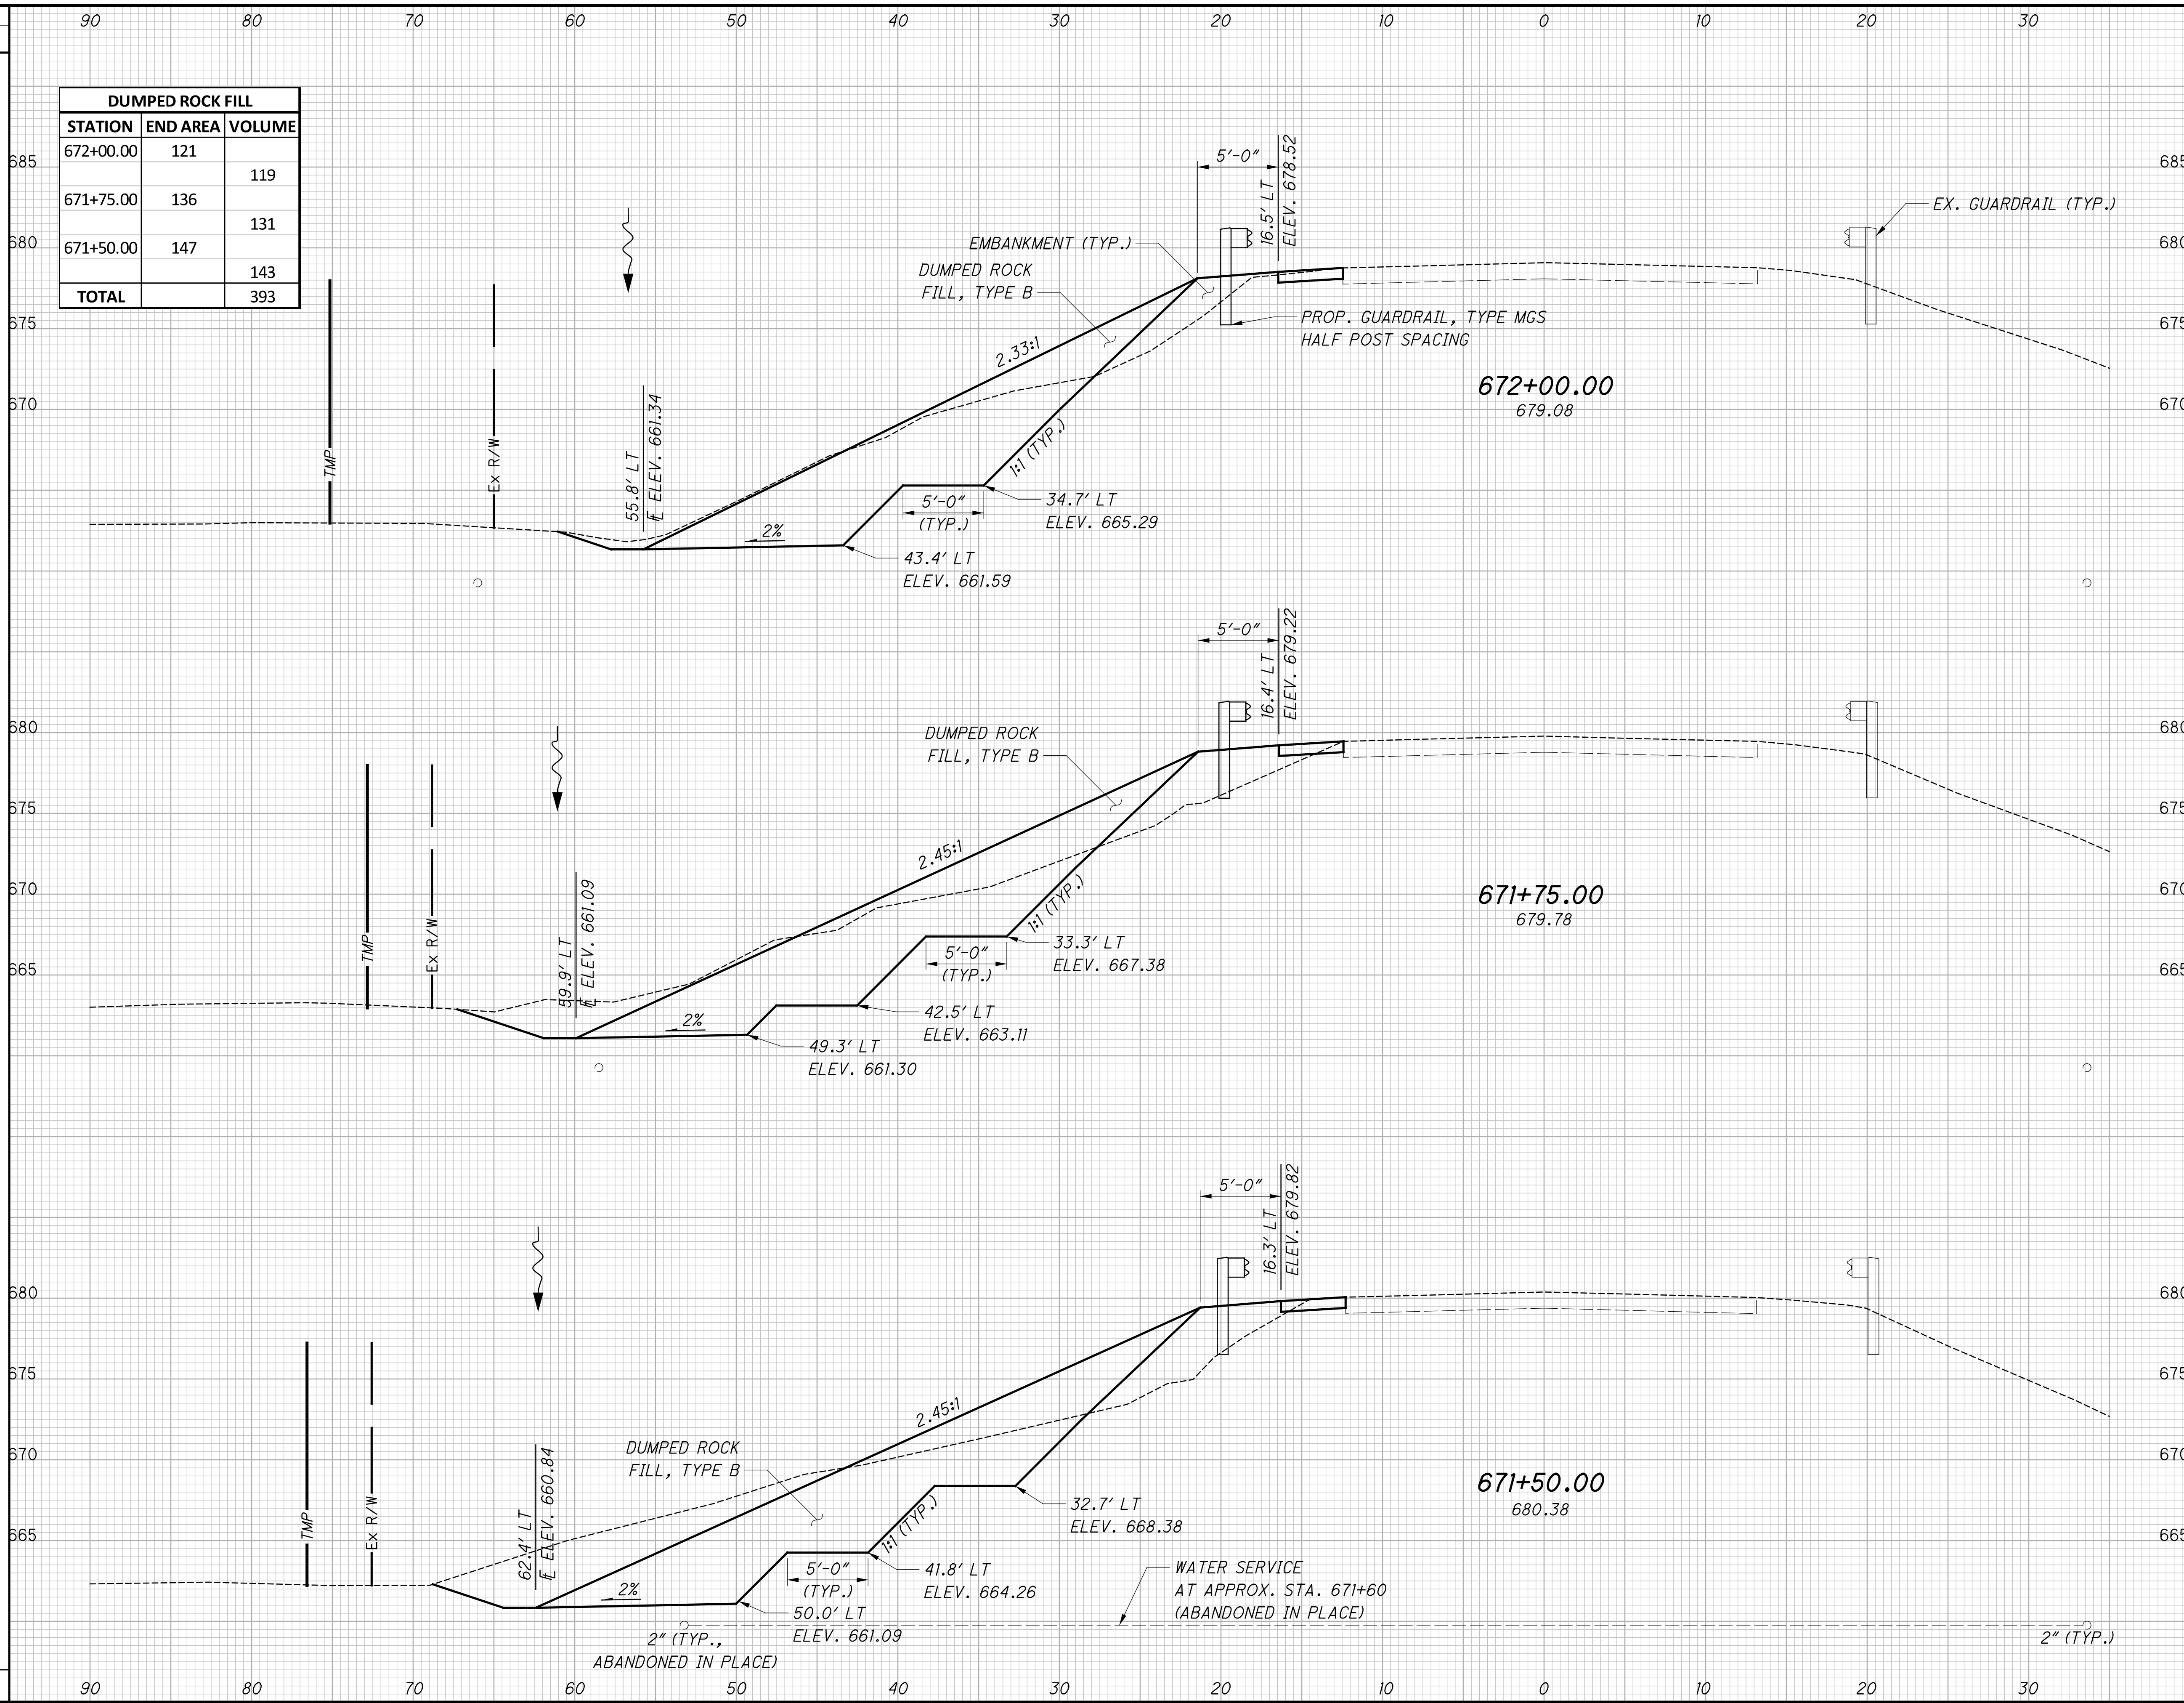 90 80 70 60 50 40 30 20 10 0 10 20 30
DUMPED ROCK FILL
STATION END AREA VOLUME
672+00.00 121
119
671+75.00 136
131
671+50.00 147
143
TOTAL 393
685
680
675
670
685
680
675
670
5'-0"
16.5' LT
ELEV. 678.52
EX. GUARDRAIL (TYP.)
EMBANKMENT (TYP.)
DUMPED ROCK
FILL, TYPE B
PROP. GUARDRAIL, TYPE MGS
HALF POST SPACING
2.33:1
672+00.00
679.08
TMP
Ex R/W
55.8' LT
ELEV. 661.34
1:1 (TYP.)
5'-0"
(TYP.)
34.7' LT
ELEV. 665.29
2%
43.4' LT
ELEV. 661.59
680
675
670
665
680
675
670
665
5'-0"
16.4' LT
ELEV. 679.22
DUMPED ROCK
FILL, TYPE B
2.45:1
671+75.00
679.78
TMP
Ex R/W
59.9' LT
ELEV. 661.09
1:1 (TYP.)
5'-0"
(TYP.)
33.3' LT
ELEV. 667.38
2%
42.5' LT
ELEV. 663.11
49.3' LT
ELEV. 661.30
680
675
670
665
680
675
670
665
5'-0"
16.3' LT
ELEV. 679.82
2.45:1
DUMPED ROCK
FILL, TYPE B
671+50.00
680.38
TMP
Ex R/W
62.4' LT
ELEV. 660.84
1:1 (TYP.)
32.7' LT
ELEV. 668.38
5'-0"
(TYP.)
41.8' LT
ELEV. 664.26
2%
50.0' LT
ELEV. 661.09
WATER SERVICE
AT APPROX. STA. 671+60
(ABANDONED IN PLACE)
2" (TYP.,
ABANDONED IN PLACE)
2" (TYP.)
90 80 70 60 50 40 30 20 10 0 10 20 30